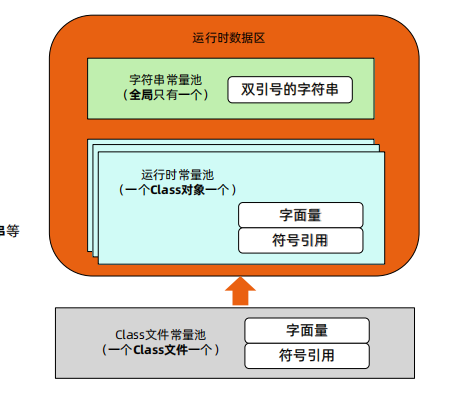 运行时数据区
字符串常量池
（全局只有一个）
双引号的字符串
运行时常量池
（一个Class对象一个）
字面量
符号引用
串等
Class文件常量池
（一个Class文件一个）
字面量
符号引用